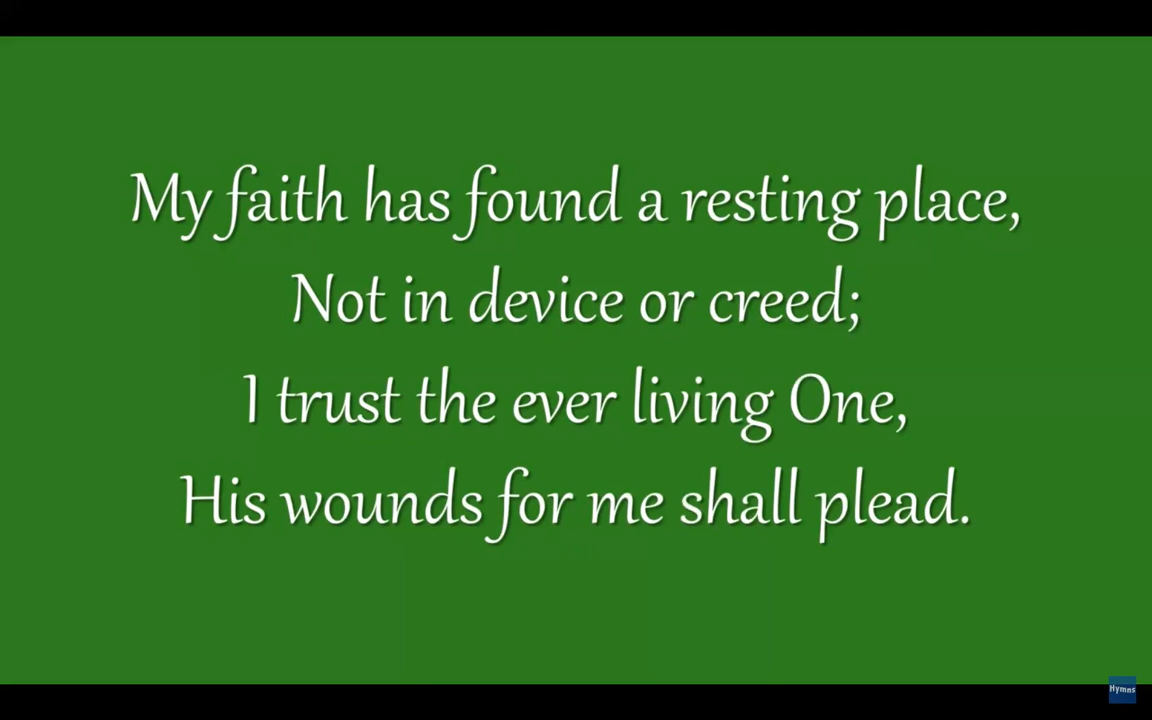 My faith has found a resting place,
Not in device or creed;
I trust the ever living One,
His wounds for me shall plead.
Hymns